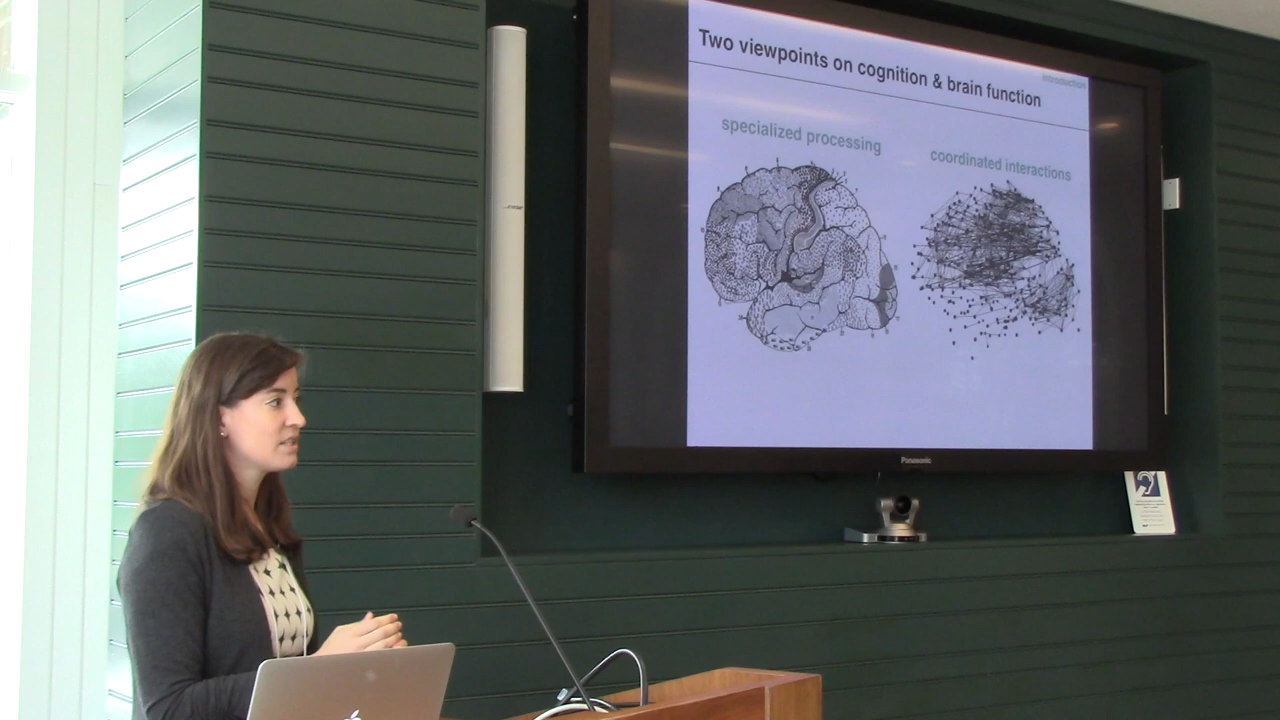 Two viewpoints on cognition & brain function
Introduction
specialized processing
coordinated interactions
Panasonic